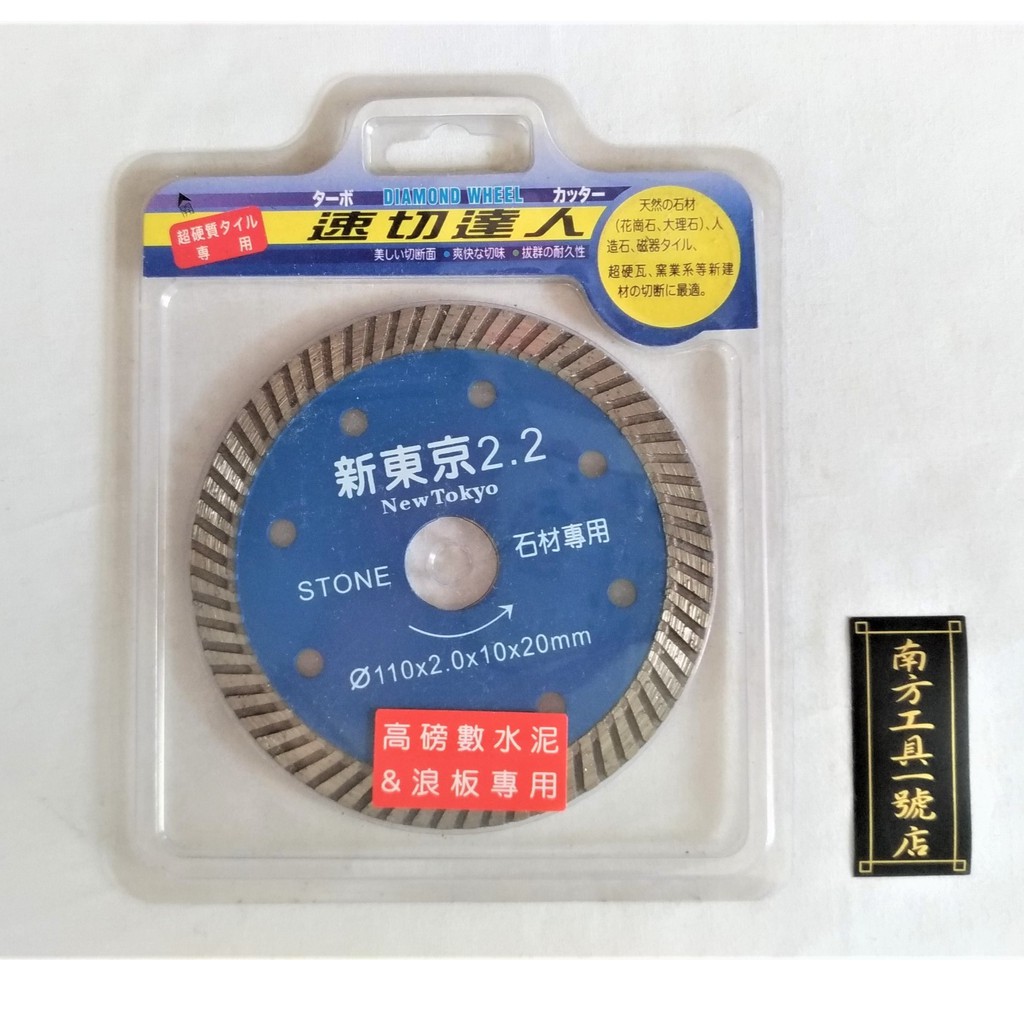 ターボ DIAMOND WHEEL カッター
速切達人
美しい切断面 ●爽快な切味 ●抜群の耐久性
超硬質タイル
専用
天然の石材
(花崗石、大理石)、人
造石、磁器タイル、
超硬瓦、窯業系等新建
材の切断に最適。
新東京2.2
NewTokyo
STONE
石材專用
Ø110x2.0x10x20mm
高磅數水泥
&浪板專用
南方工具一號店